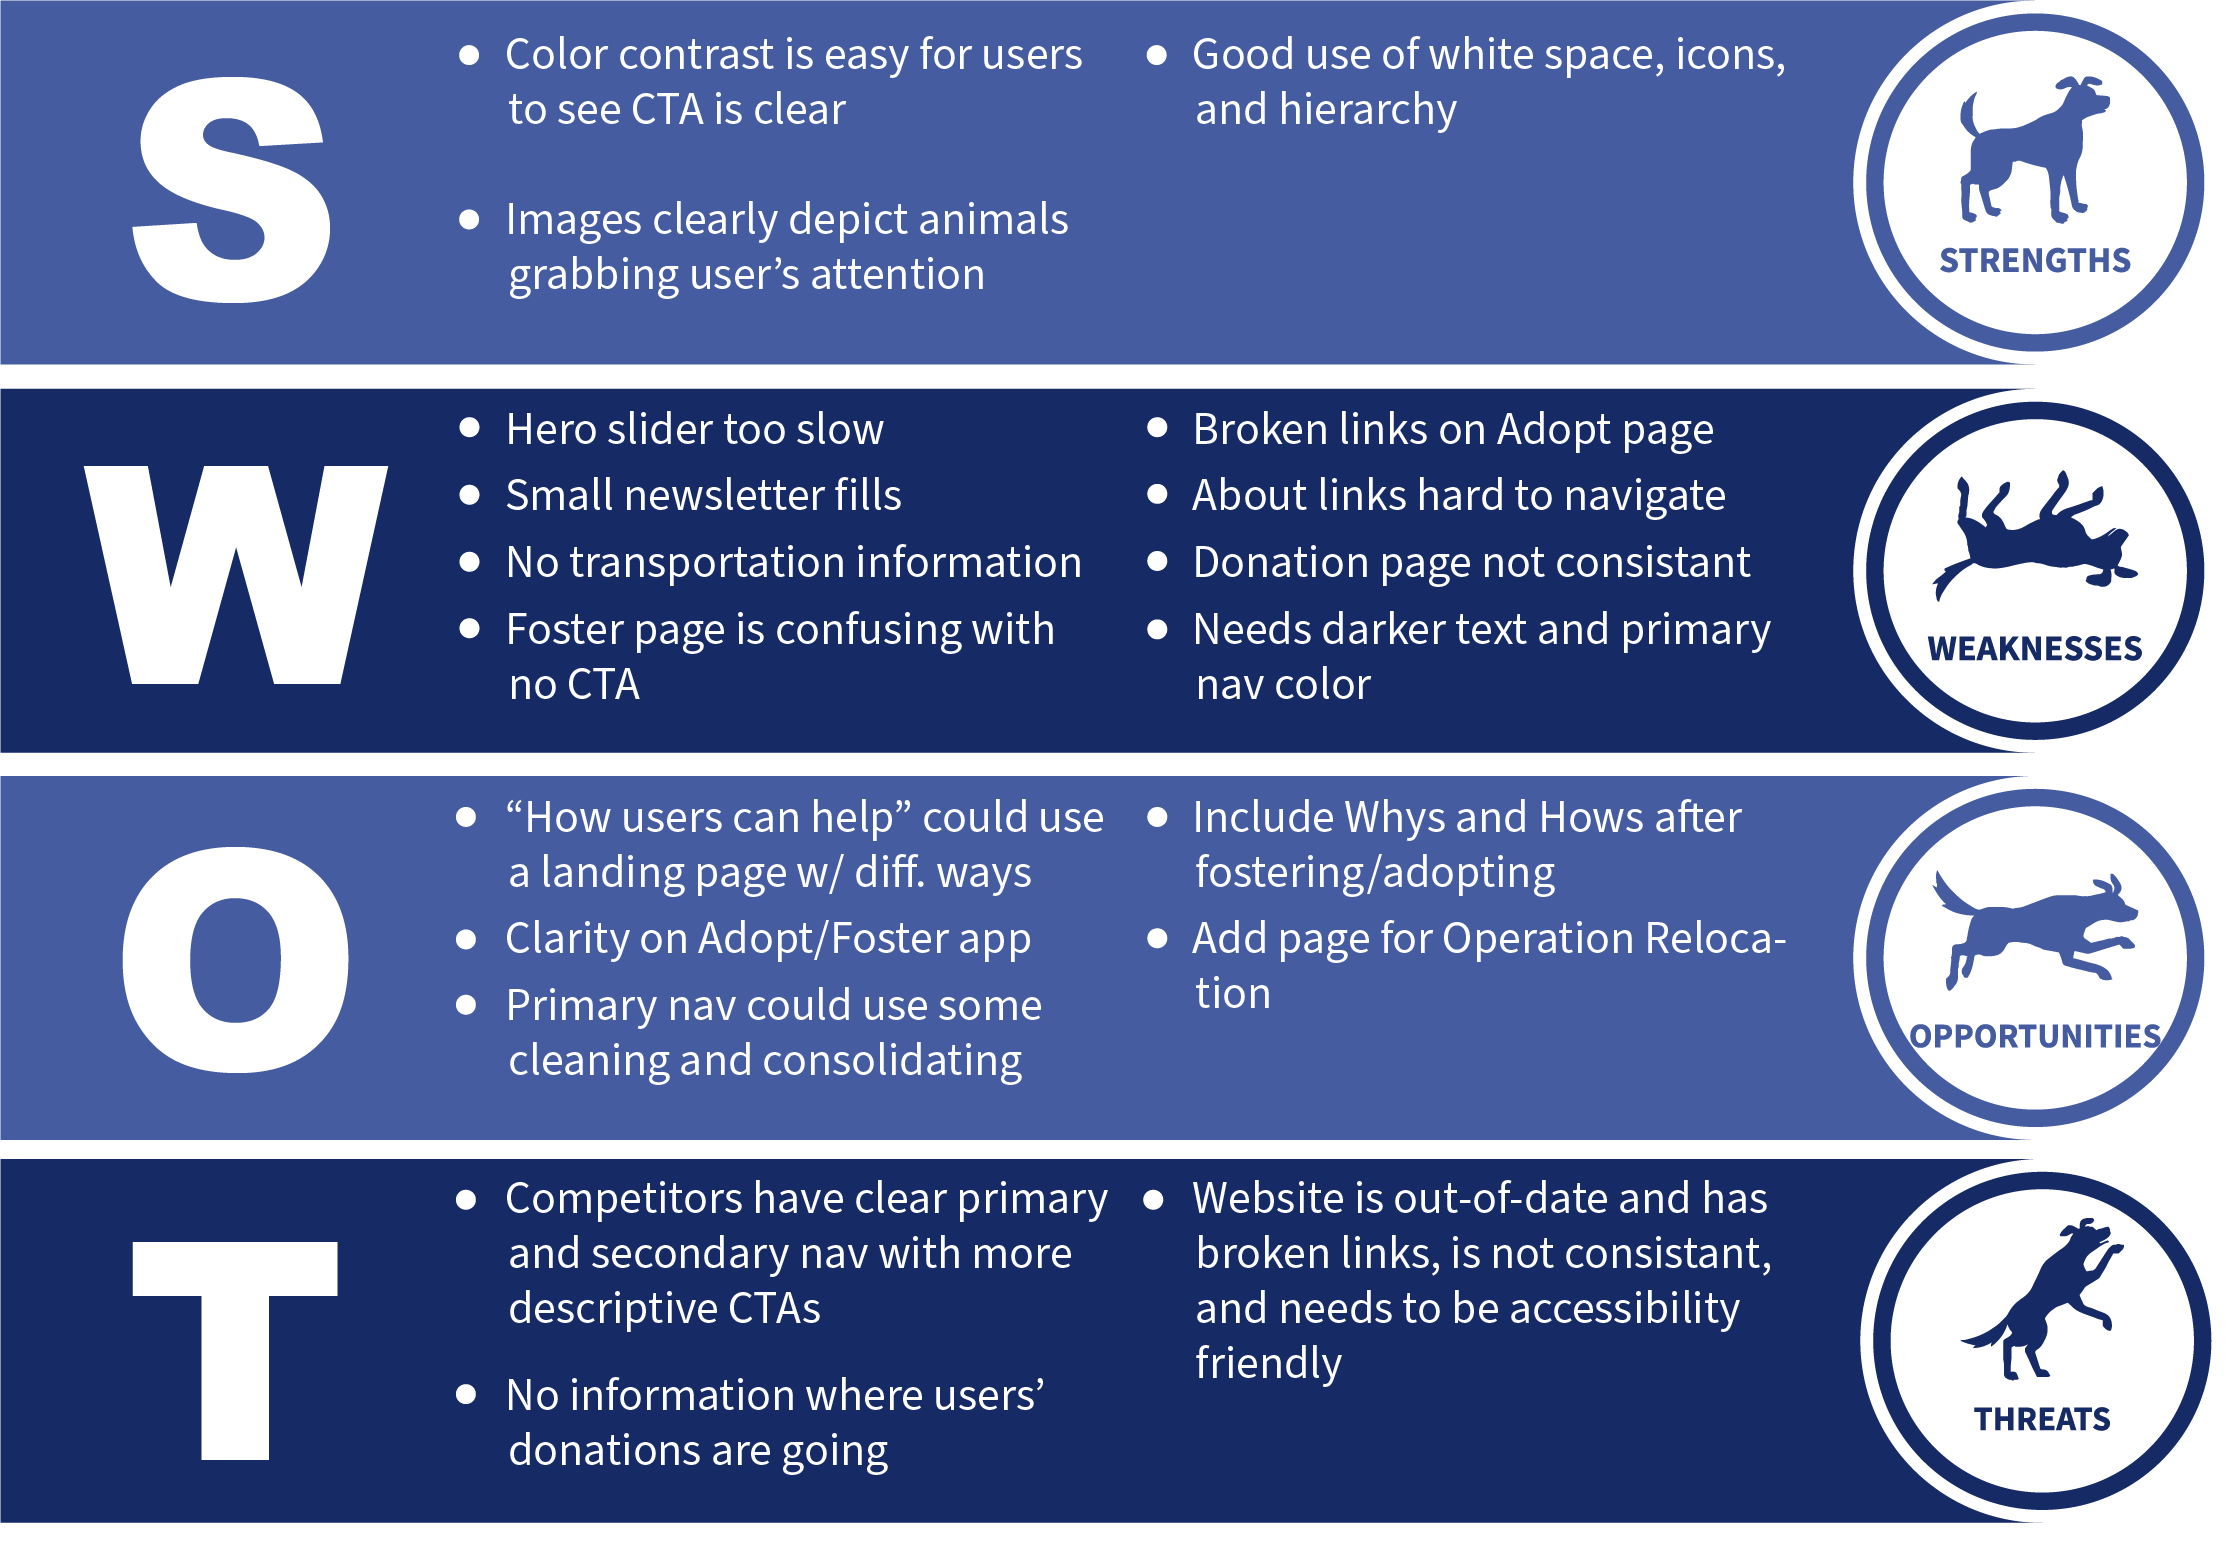 S
● Color contrast is easy for users
to see CTA is clear
● Images clearly depict animals
grabbing user’s attention
● Good use of white space, icons,
and hierarchy
STRENGTHS
W
● Hero slider too slow
● Small newsletter fills
● No transportation information
● Foster page is confusing with
no CTA
● Broken links on Adopt page
● About links hard to navigate
● Donation page not consistant
● Needs darker text and primary
nav color
WEAKNESSES
O
● “How users can help” could use
a landing page w/ diff. ways
● Clarity on Adopt/Foster app
● Primary nav could use some
cleaning and consolidating
● Include Whys and Hows after
fostering/adopting
● Add page for Operation Reloca-
tion
OPPORTUNITIES
T
● Competitors have clear primary
and secondary nav with more
descriptive CTAs
● No information where users’
donations are going
● Website is out-of-date and has
broken links, is not consistant,
and needs to be accessibility
friendly
THREATS